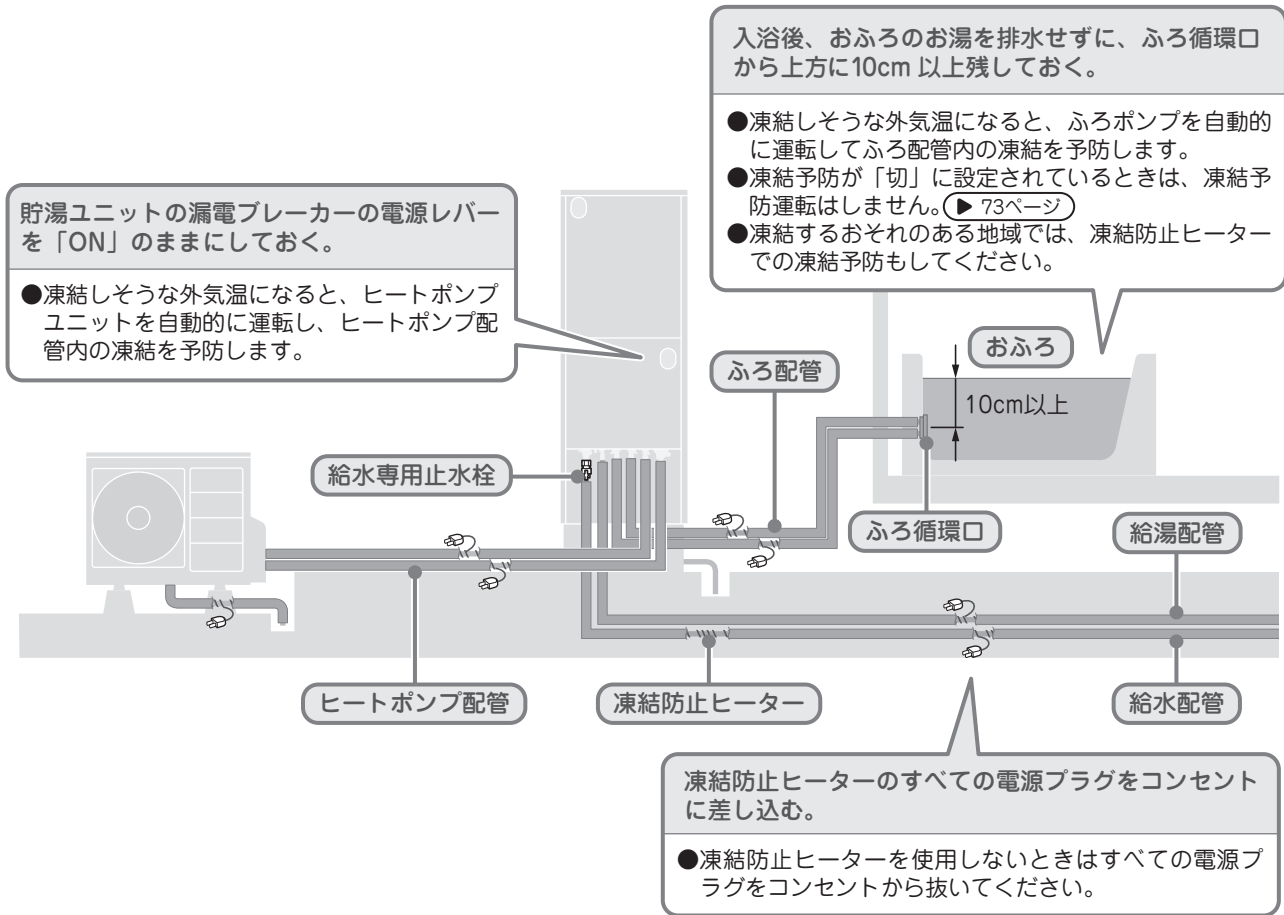 入浴後、おふろのお湯を排水せずに、ふろ循環口
から上方に10cm 以上残しておく。
●凍結しそうな外気温になると、ふろポンプを自動的
に運転してふろ配管内の凍結を予防します。
●凍結予防が「切」に設定されているときは、凍結予
防運転はしません。(▶ 73ページ)
●凍結するおそれのある地域では、凍結防止ヒーター
での凍結予防もしてください。
貯湯ユニットの漏電ブレーカーの電源レバー
を「ON」のままにしておく。
●凍結しそうな外気温になると、ヒートポンプ
ユニットを自動的に運転し、ヒートポンプ配
管内の凍結を予防します。
おふろ
ふろ配管
10cm以上
給水専用止水栓
ふろ循環口
給湯配管
ヒートポンプ配管
凍結防止ヒーター
給水配管
凍結防止ヒーターのすべての電源プラグをコンセント
に差し込む。
●凍結防止ヒーターを使用しないときはすべての電源プ
ラグをコンセントから抜いてください。